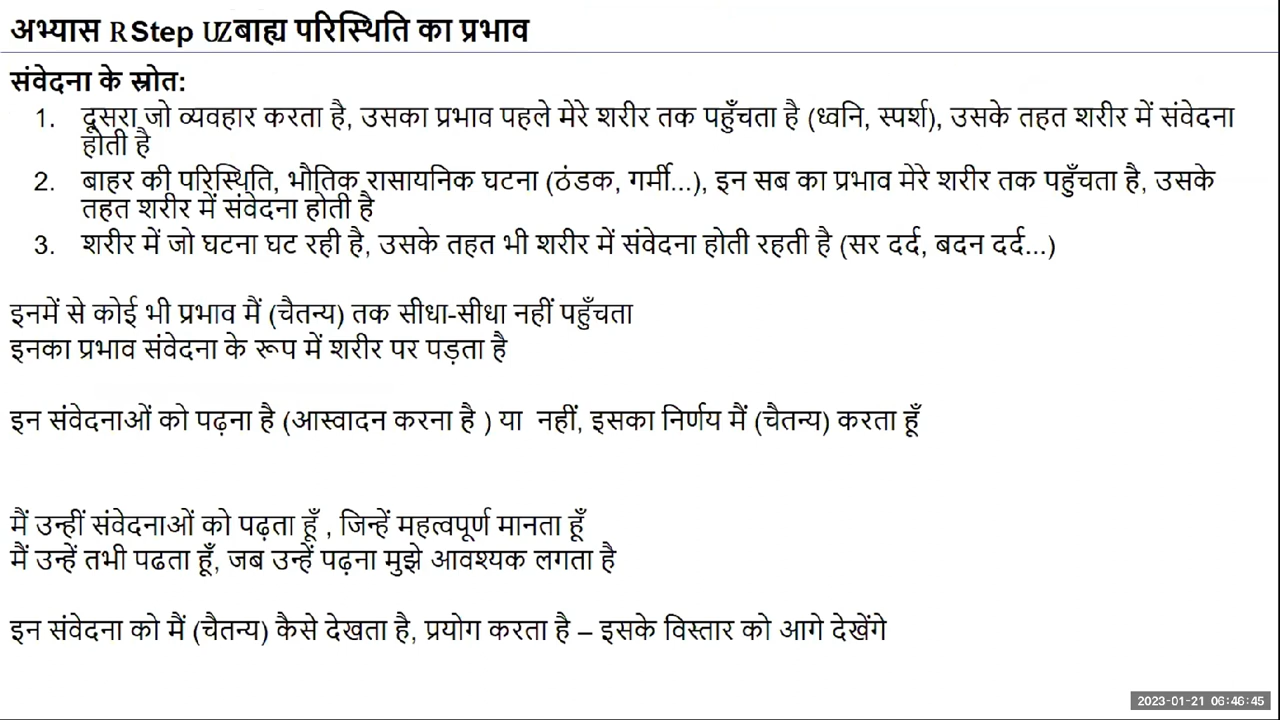 अभ्यास R Step UZ बाह्य परिस्थिति का प्रभाव
संवेदना के स्रोत:
1. दूसरा जो व्यवहार करता है, उसका प्रभाव पहले मेरे शरीर तक पहुँचता है (ध्वनि, स्पर्श), उसके तहत शरीर में संवेदना
होती है
2. बाहर की परिस्थिति, भौतिक रासायनिक घटना (ठंडक, गर्मी...), इन सब का प्रभाव मेरे शरीर तक पहुँचता है, उसके
तहत शरीर में संवेदना होती है
3. शरीर में जो घटना घट रही है, उसके तहत भी शरीर में संवेदना होती रहती है (सर दर्द, बदन दर्द...)
इनमें से कोई भी प्रभाव मैं (चैतन्य) तक सीधा-सीधा नहीं पहुँचता
इनका प्रभाव संवेदना के रूप में शरीर पर पड़ता है
इन संवेदनाओं को पढ़ना है (आस्वादन करना है ) या नहीं, इसका निर्णय मैं (चैतन्य) करता हूँ
मैं उन्हीं संवेदनाओं को पढ़ता हूँ , जिन्हें महत्वपूर्ण मानता हूँ
मैं उन्हें तभी पढता हूँ, जब उन्हें पढ़ना मुझे आवश्यक लगता है
इन संवेदना को मैं (चैतन्य) कैसे देखता है, प्रयोग करता है – इसके विस्तार को आगे देखेंगे
2023-01-21 06:46:45